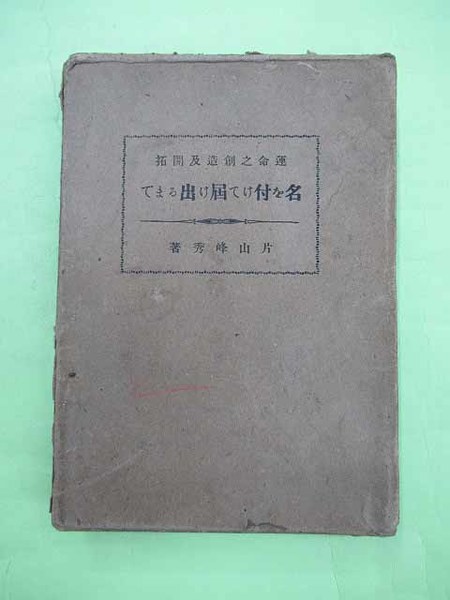 運命之創造及開拓
名を付けて届け出るまで
片山峰秀著